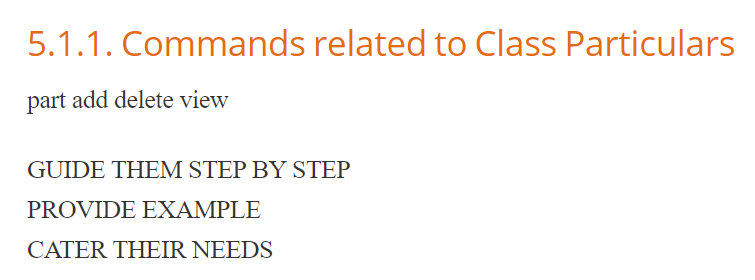 5.1.1. Commands related to Class Particulars
part add delete view
GUIDE THEM STEP BY STEP
PROVIDE EXAMPLE
CATER THEIR NEEDS